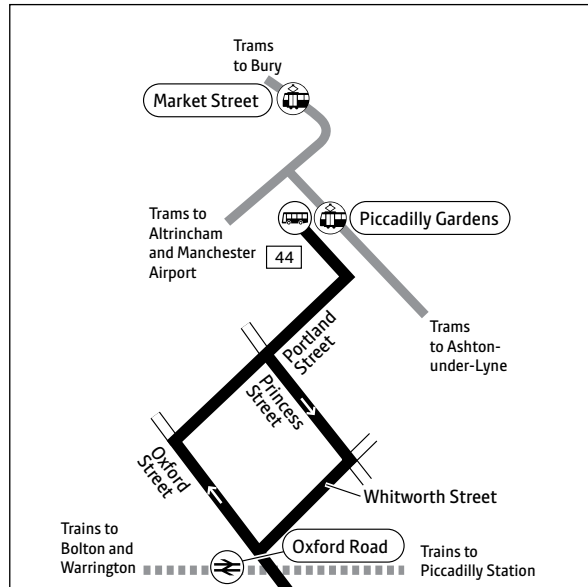 Trams
to Bury
Market Street
Trams to
Altrincham
and Manchester
Airport
Piccadilly Gardens
44
Trams
to Ashton-
under-Lyne
Portland
Street
Princess
Street
Oxford
Street
Whitworth Street
Trains to
Bolton and
Warrington
Oxford Road
Trains to
Piccadilly Station